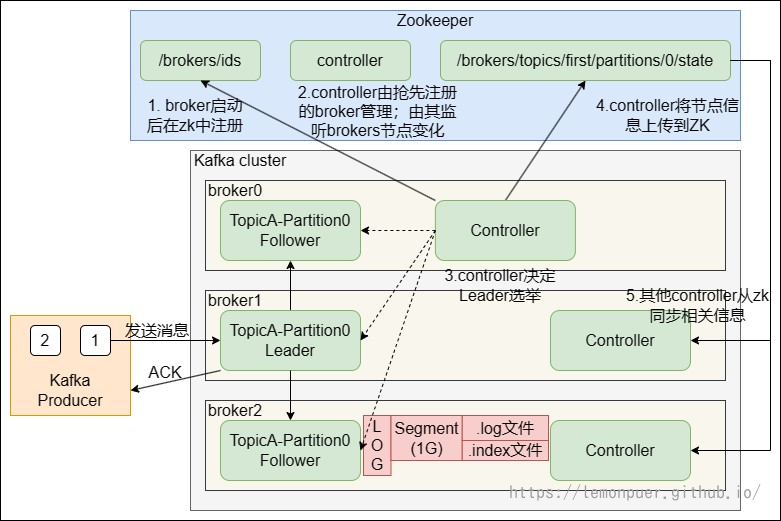 Zookeeper
/brokers/ids
controller
/brokers/topics/first/partitions/0/state
1. broker启动
后在zk中注册
2.controller由抢先注册
的broker管理；由其监
听brokers节点变化
4.controller将节点信
息上传到ZK
Kafka cluster
broker0
TopicA-Partition0
Follower
Controller
3.controller决定
Leader选举
broker1
TopicA-Partition0
Leader
5.其他controller从zk
同步相关信息
Controller
2
1
发送消息
ACK
Kafka
Producer
broker2
TopicA-Partition0
Follower
L
O
G
Segment
(1G)
.log文件
.index文件
Controller
https://lemonpuer.github.io/